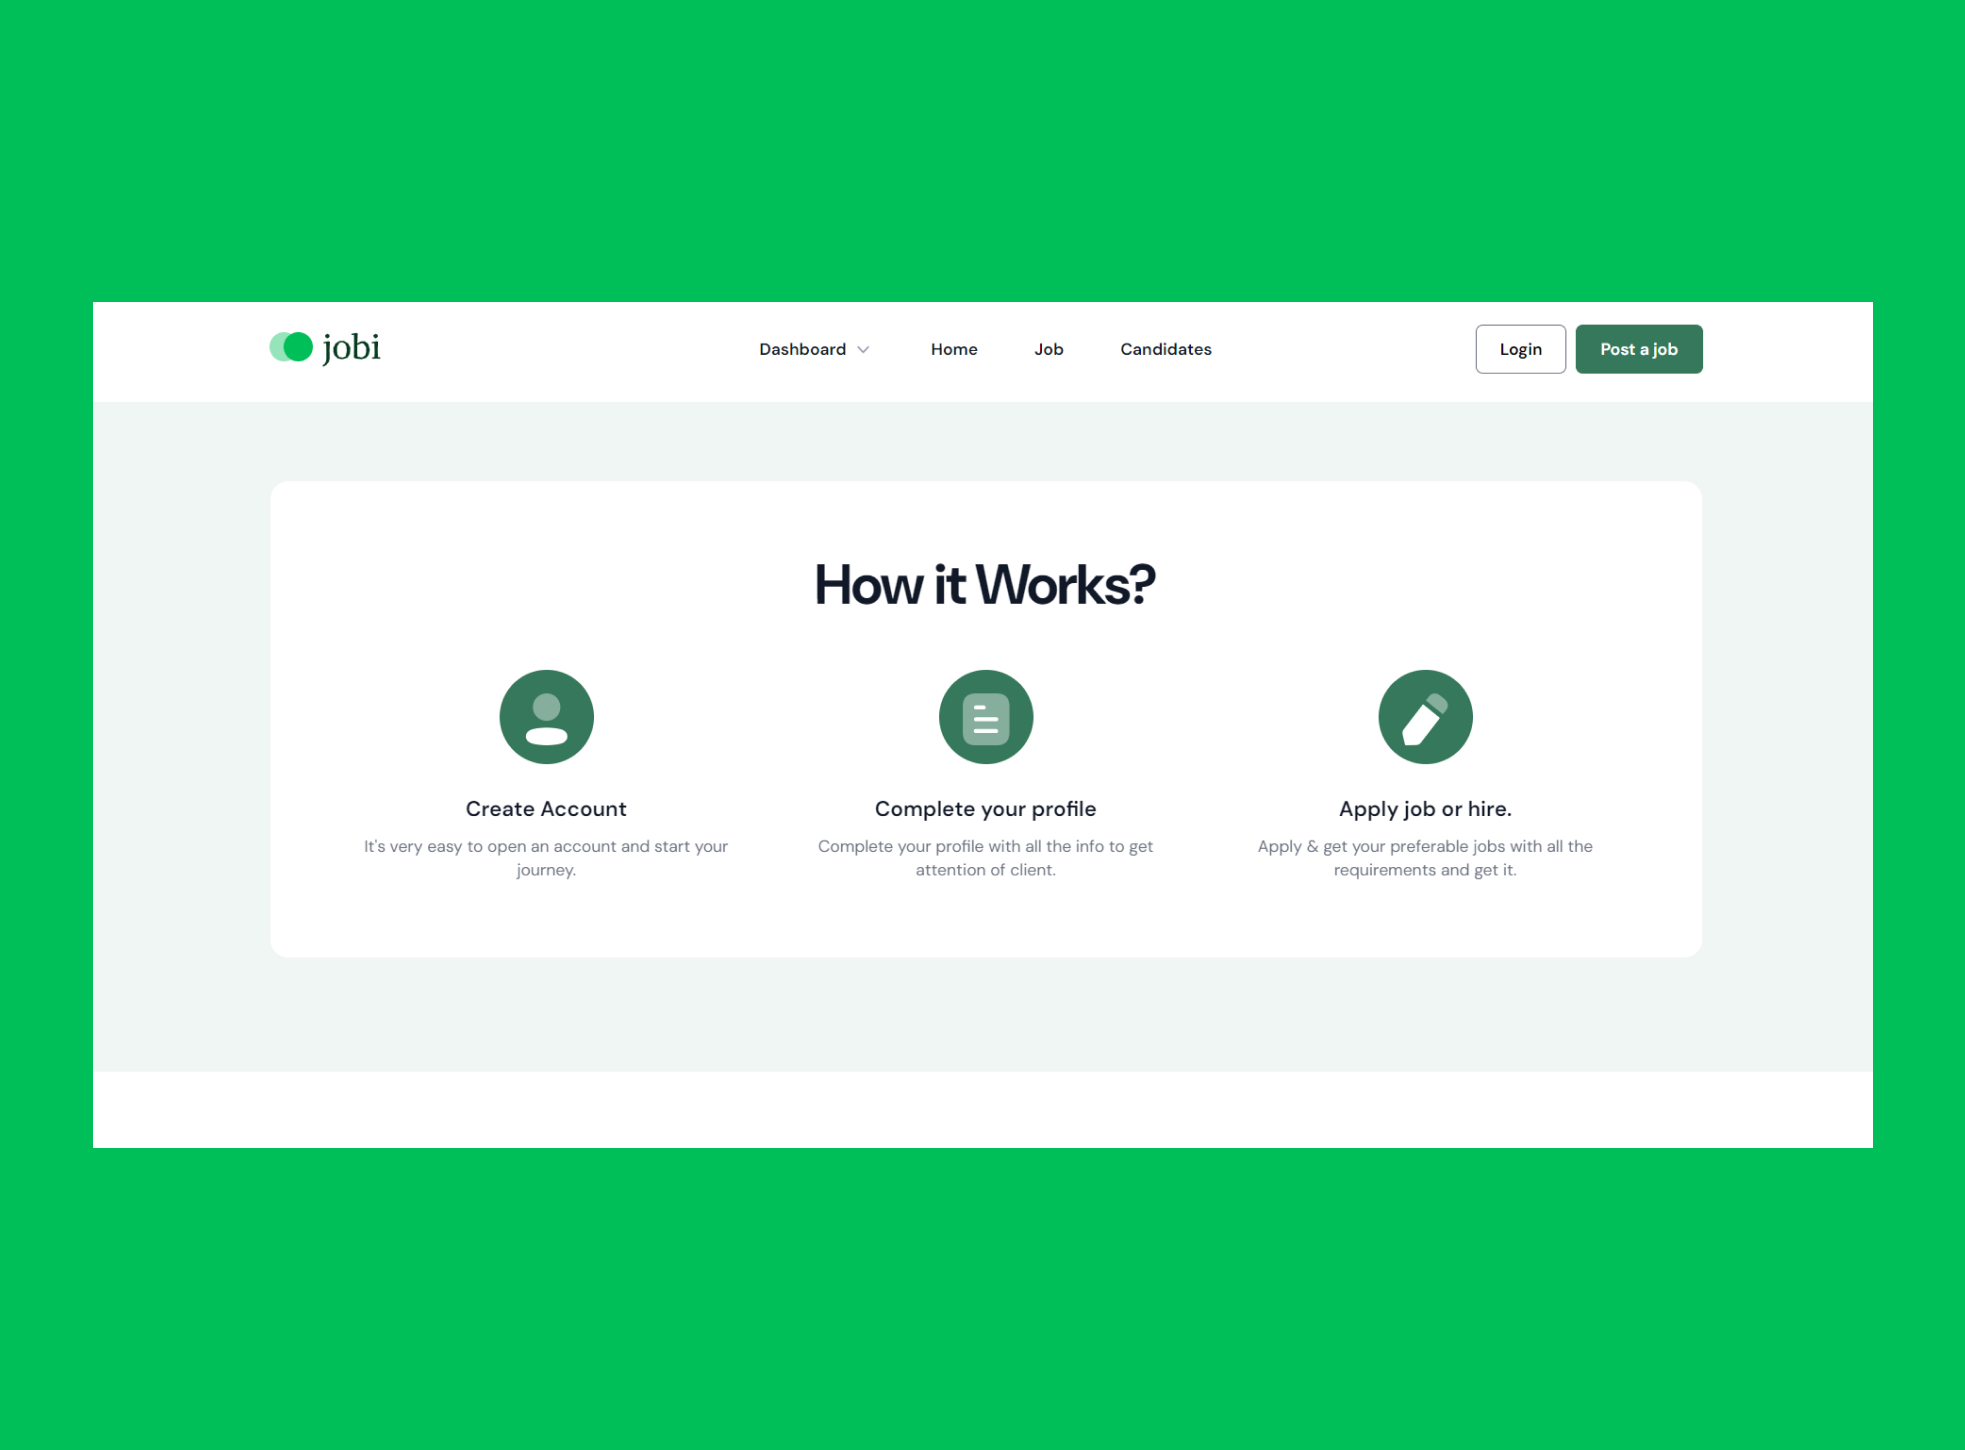 jobi
Dashboard
Home
Job
Candidates
Login
Post a job
How it Works?
Create Account
It's very easy to open an account and start your
journey.
Complete your profile
Complete your profile with all the info to get
attention of client.
Apply job or hire.
Apply & get your preferable jobs with all the
requirements and get it.